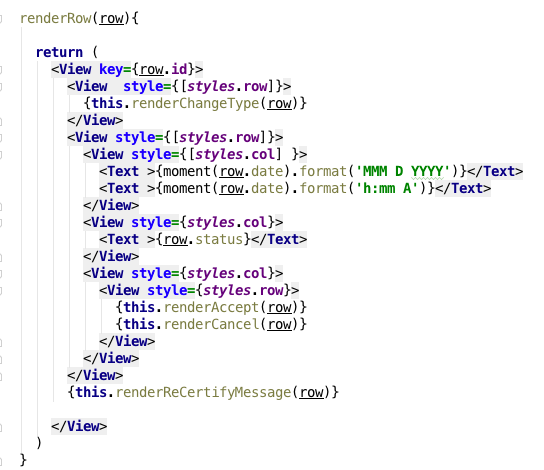 renderRow(row){

  return (
    <View key={row.id}>
      <View  style={[styles.row]}>
        {this.renderChangeType(row)}
      </View>
      <View style={[styles.row]}>
        <View style={[styles.col] }>
          <Text >{moment(row.date).format('MMM D YYYY')}</Text>
          <Text >{moment(row.date).format('h:mm A')}</Text>
        </View>
        <View style={styles.col}>
          <Text >{row.status}</Text>
        </View>
        <View style={styles.col}>
          <View style={styles.row}>
            {this.renderAccept(row)}
            {this.renderCancel(row)}
          </View>
        </View>
      </View>
      {this.renderReCertifyMessage(row)}

    </View>
  )
}